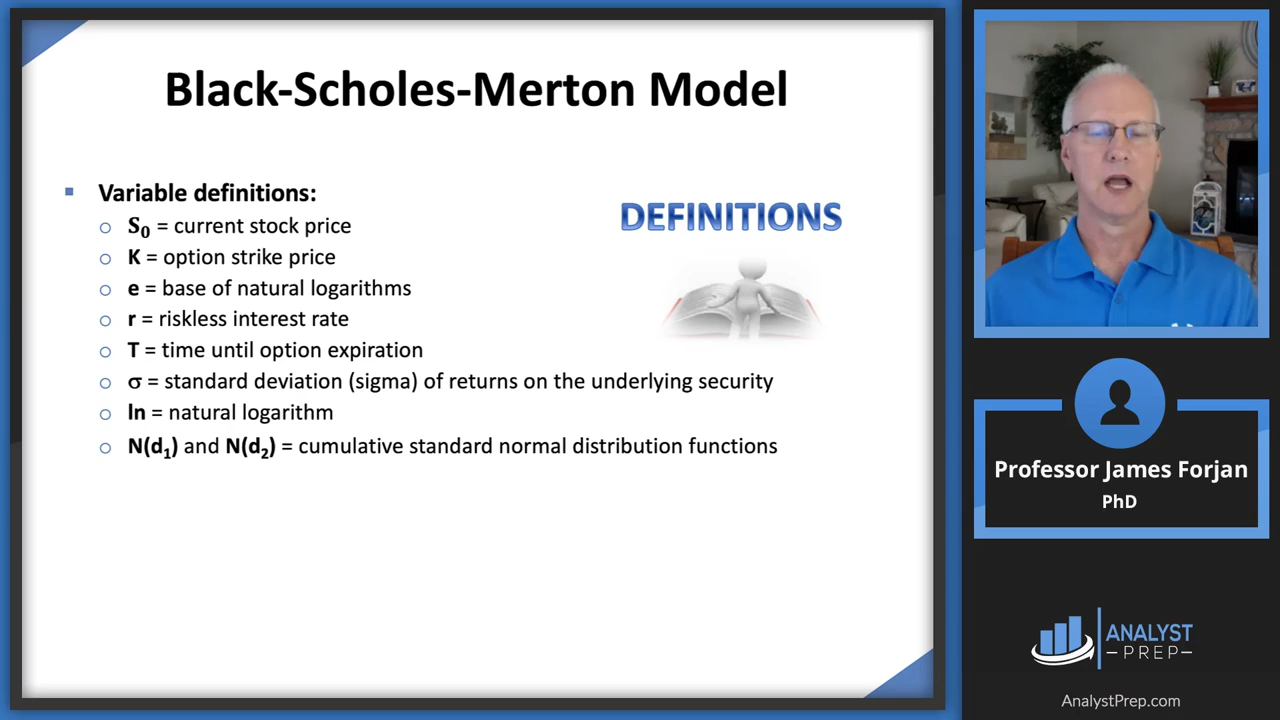 Black-Scholes-Merton Model
Variable definitions:
S₀ = current stock price
K = option strike price
e = base of natural logarithms
r = riskless interest rate
T = time until option expiration
σ = standard deviation (sigma) of returns on the underlying security
ln = natural logarithm
N(d₁) and N(d₂) = cumulative standard normal distribution functions
DEFINITIONS
Professor James Forjan
PhD
ANALYST
–PREP–
AnalystPrep.com